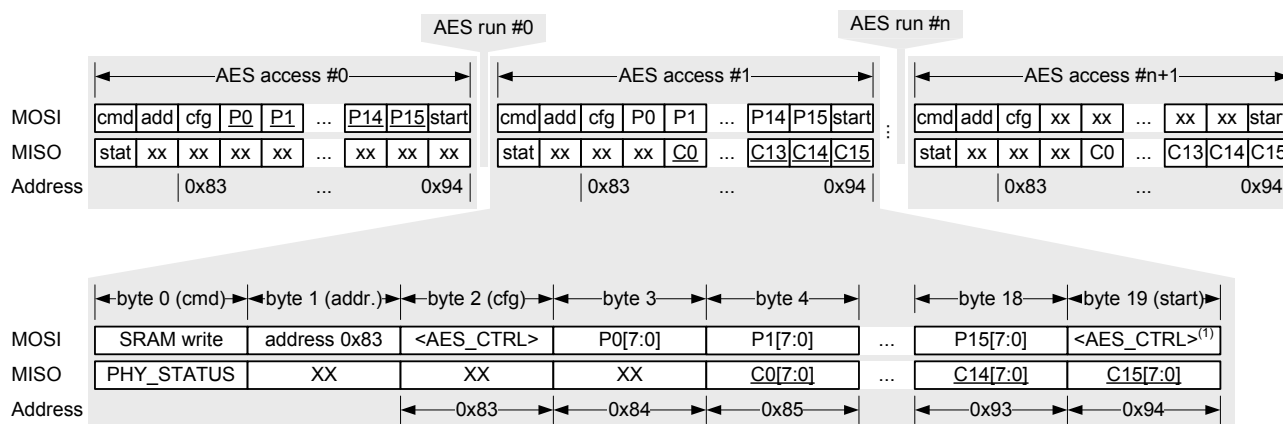 AES run #0
AES run #n
AES access #0 AES access #1 AES access #n+1
MOSI cmd add cfg P0 P1 ... P14 P15 start cmd add cfg P0 P1 ... P14 P15 start ... cmd add cfg xx xx ... xx xx start
MISO stat xx xx xx xx ... xx xx xx stat xx xx xx C0 ... C13 C14 C15 stat xx xx xx C0 ... C13 C14 C15
Address 0x83 ... 0x94 0x83 ... 0x94 0x83 ... 0x94
byte 0 (cmd) byte 1 (addr.) byte 2 (cfg) byte 3 byte 4 byte 18 byte 19 (start)
MOSI SRAM write address 0x83 <AES_CTRL> P0[7:0] P1[7:0] ... P15[7:0] <AES_CTRL>(1)
MISO PHY_STATUS XX XX XX C0[7:0] ... C14[7:0] C15[7:0]
Address 0x83 0x84 0x85 0x93 0x94